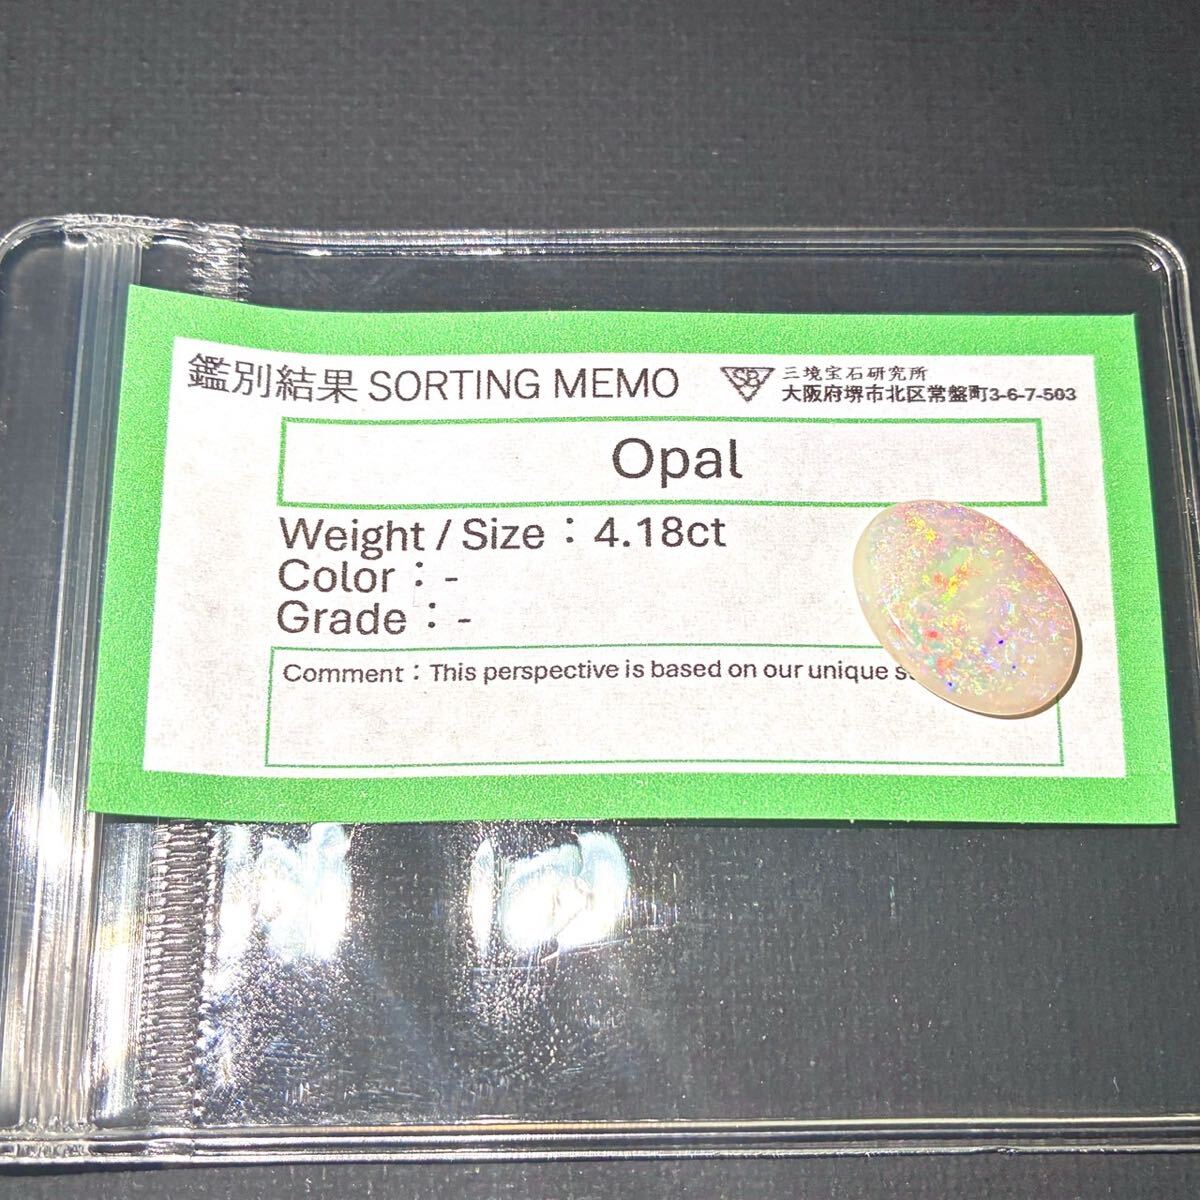 鑑別結果 SORTING MEMO
SB 三境宝石研究所
大阪府堺市北区常盤町3-6-7-503
Opal
Weight / Size：4.18ct
Color：-
Grade：-
Comment：This perspective is based on our unique